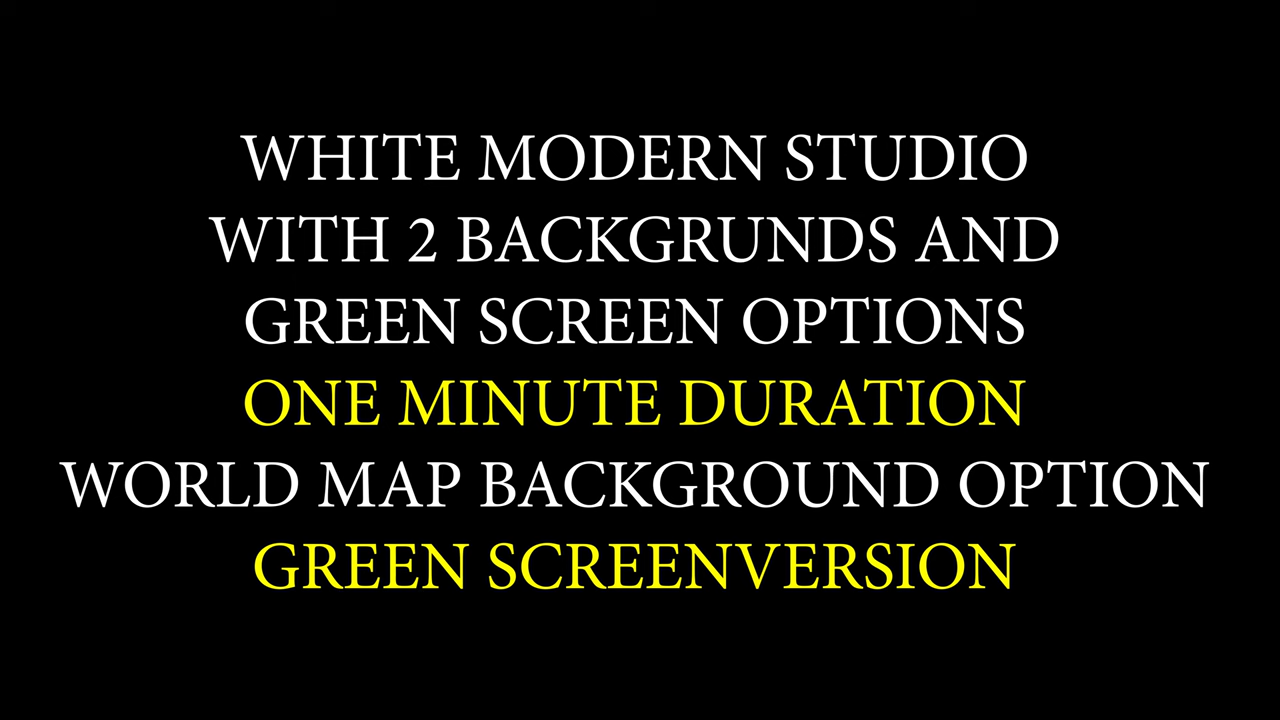 WHITE MODERN STUDIO
WITH 2 BACKGRUNDS AND
GREEN SCREEN OPTIONS
ONE MINUTE DURATION
WORLD MAP BACKGROUND OPTION
GREEN SCREENVERSION